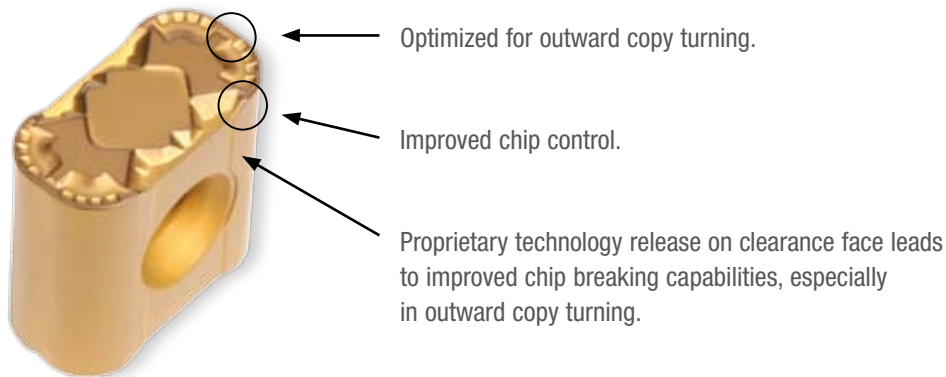 Optimized for outward copy turning.
Improved chip control.
Proprietary technology release on clearance face leads
to improved chip breaking capabilities, especially
in outward copy turning.